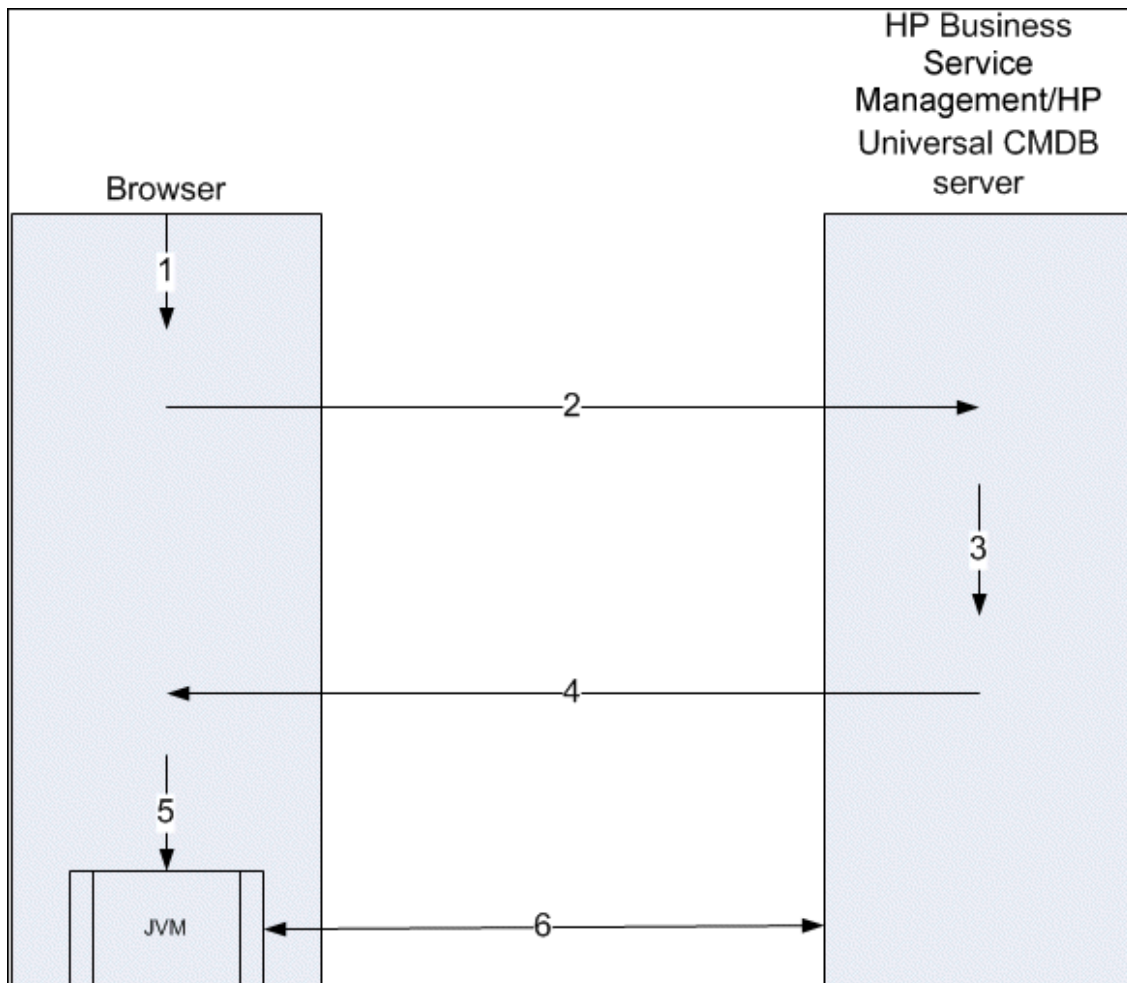 HP Business
Service
Management/HP
Universal CMDB
server
Browser
1
2
3
4
5
JVM
6